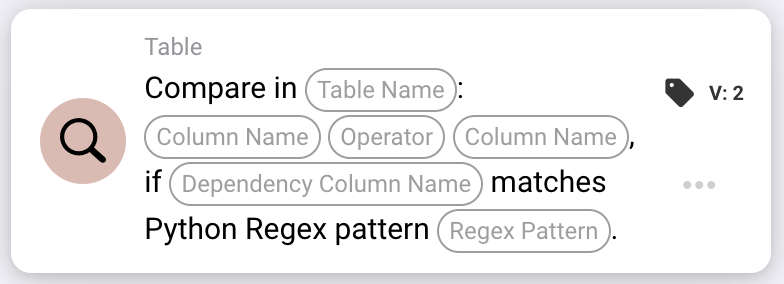 Table
Compare in Table Name:
V: 2
Column Name Operator Column Name,
if Dependency Column Name matches
Python Regex pattern Regex Pattern.